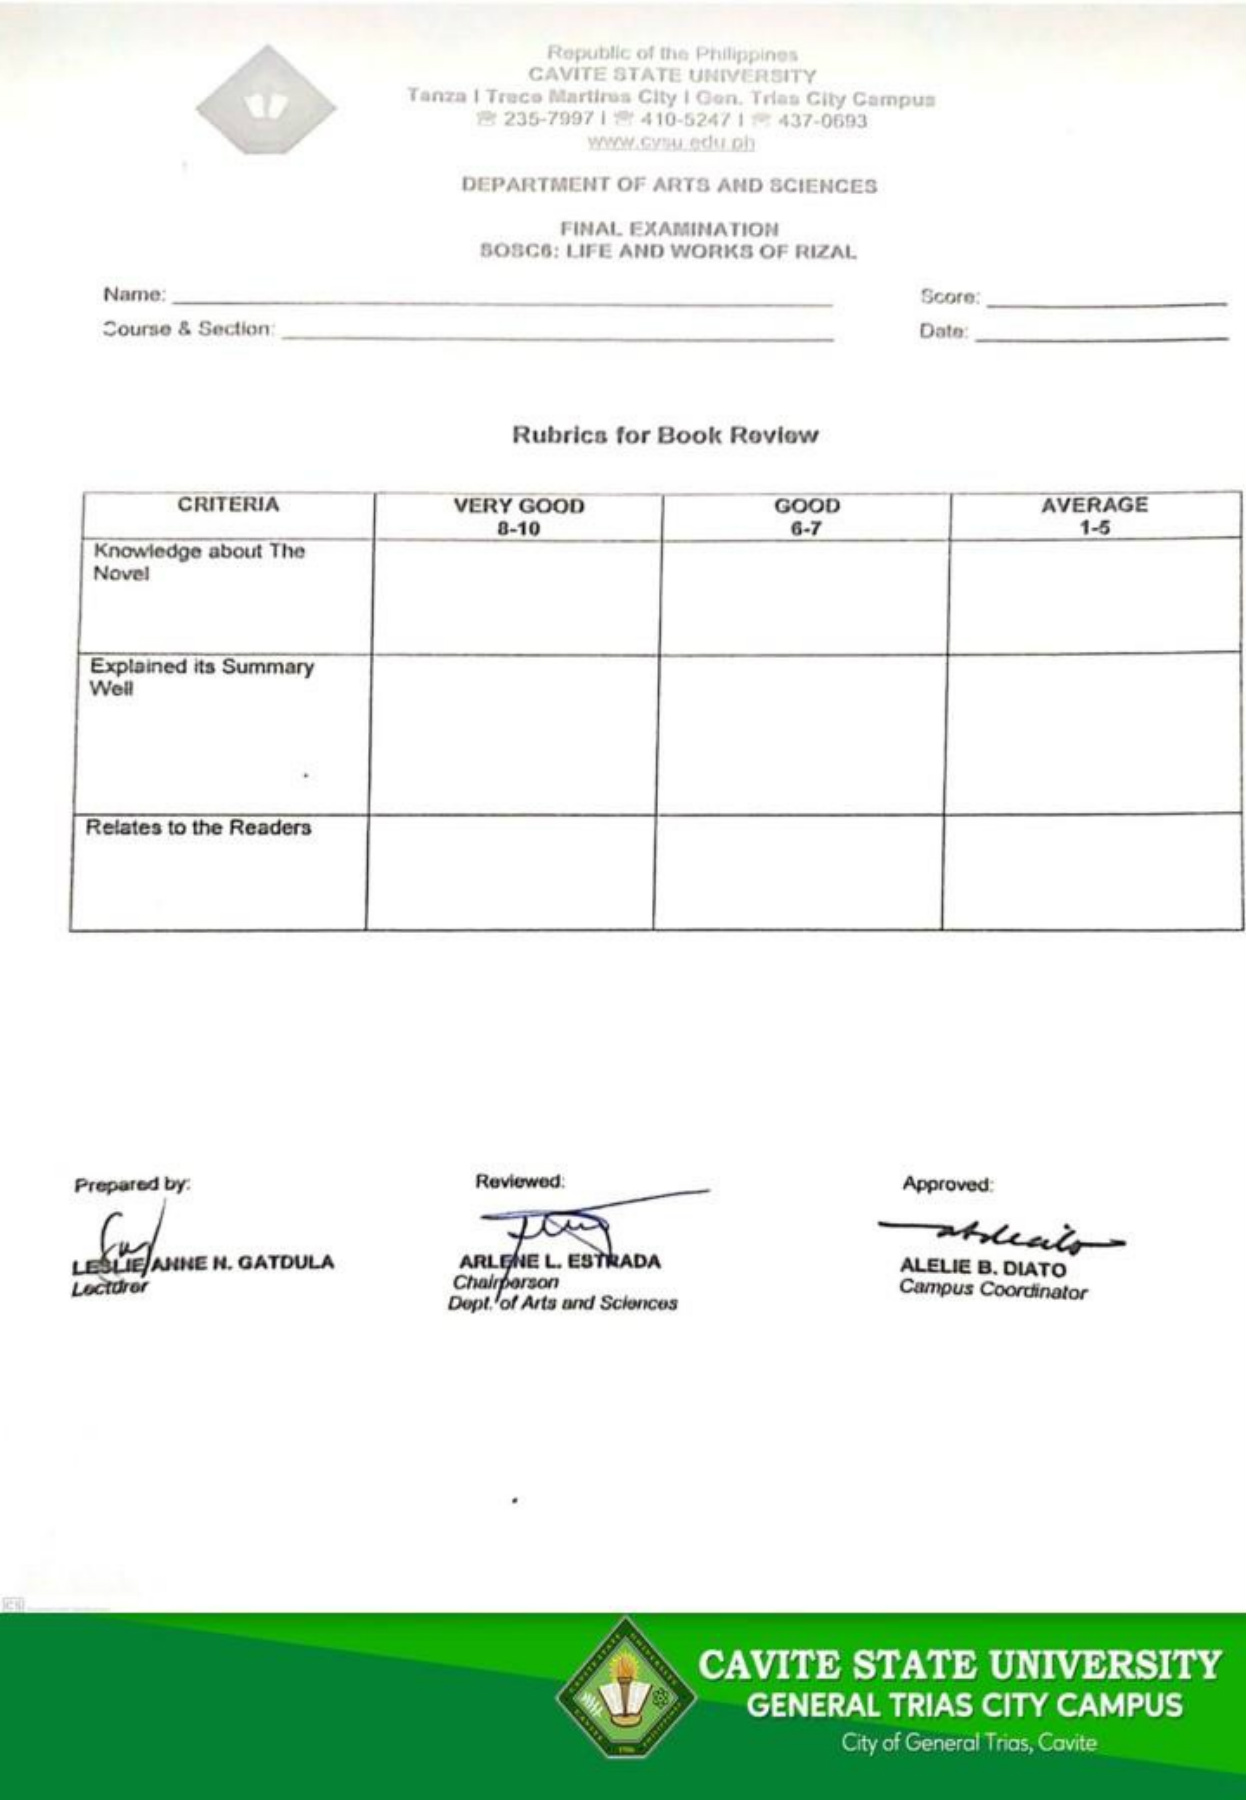 Republic of the Philippines
CAVITE STATE UNIVERSITY
Tanza I Trece Martires City I Gen. Trias City Campus
☏ 235-7997 I ☏ 410-5247 I ☏ 437-0693
www.cvsu.edu.ph
DEPARTMENT OF ARTS AND SCIENCES
FINAL EXAMINATION
SOSC6: LIFE AND WORKS OF RIZAL
Name: Score:
Course & Section: Date:
Rubrics for Book Review
CRITERIA VERY GOOD GOOD AVERAGE
8-10 6-7 1-5
Knowledge about The
Novel
Explained its Summary
Well
Relates to the Readers
Prepared by: Reviewed: Approved:
LESLIE ANNE N. GATDULA ARLENE L. ESTRADA ALELIE B. DIATO
Lecturer Chairperson Campus Coordinator
Dept. of Arts and Sciences
CS
CAVITE STATE UNIVERSITY
GENERAL TRIAS CITY CAMPUS
City of General Trias, Cavite